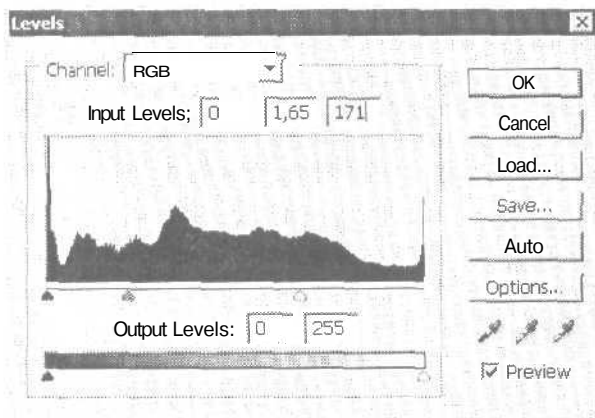 Levels
Channel: RGB
OK
Input Levels; 0 1,65 171
Cancel
Load...
Save...
Auto
Options...
Output Levels: 0 255
Preview